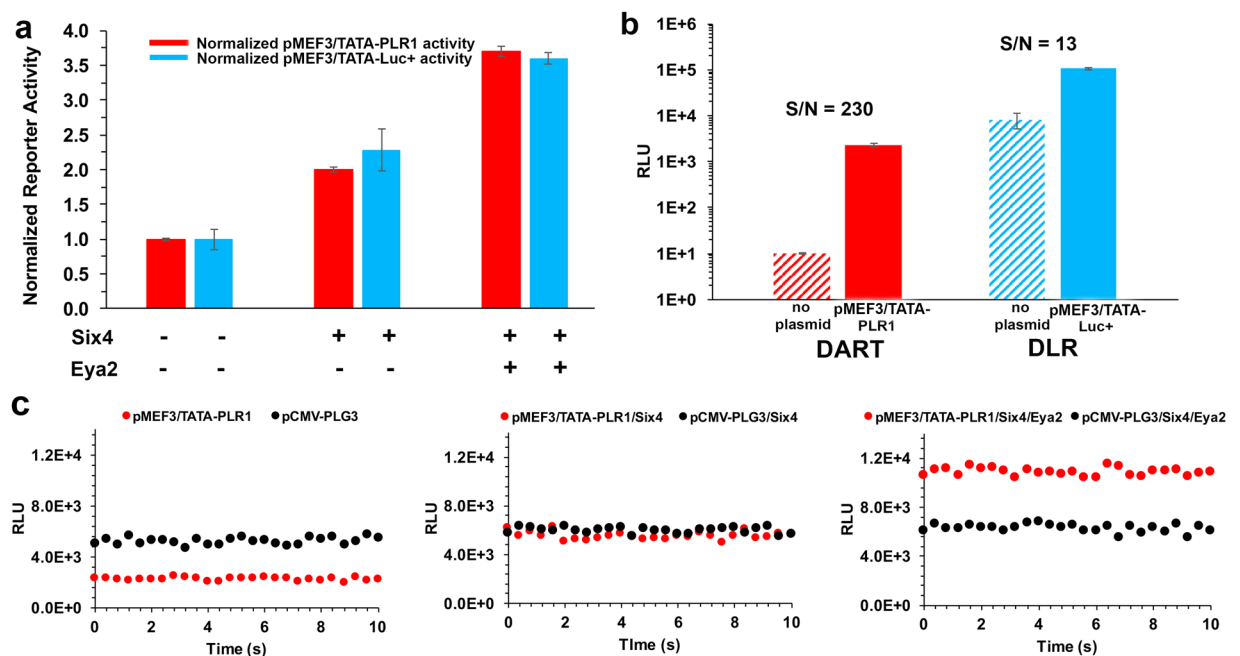 a
Normalized pMEF3/TATA-PLR1 activity
Normalized pMEF3/TATA-Luc+ activity
Normalized Reporter Activity
4.0
3.5
3.0
2.5
2.0
1.5
1.0
0.5
0.0
Six4 - - + + + +
Eya2 - - - - + +
b
S/N = 230
S/N = 13
RLU
1E+6
1E+5
1E+4
1E+3
1E+2
1E+1
1E+0
no plasmid
pMEF3/TATA-PLR1
no plasmid
pMEF3/TATA-Luc+
DART
DLR
c
pMEF3/TATA-PLR1 pCMV-PLG3
RLU
1.2E+4
8.0E+3
4.0E+3
0.0E+0
0 2 4 6 8 10
Time (s)
pMEF3/TATA-PLR1/Six4 pCMV-PLG3/Six4
RLU
1.2E+4
8.0E+3
4.0E+3
0.0E+0
0 2 4 6 8 10
TIme (s)
pMEF3/TATA-PLR1/Six4/Eya2 pCMV-PLG3/Six4/Eya2
RLU
1.2E+4
8.0E+3
4.0E+3
0.0E+0
0 2 4 6 8 10
Time (s)